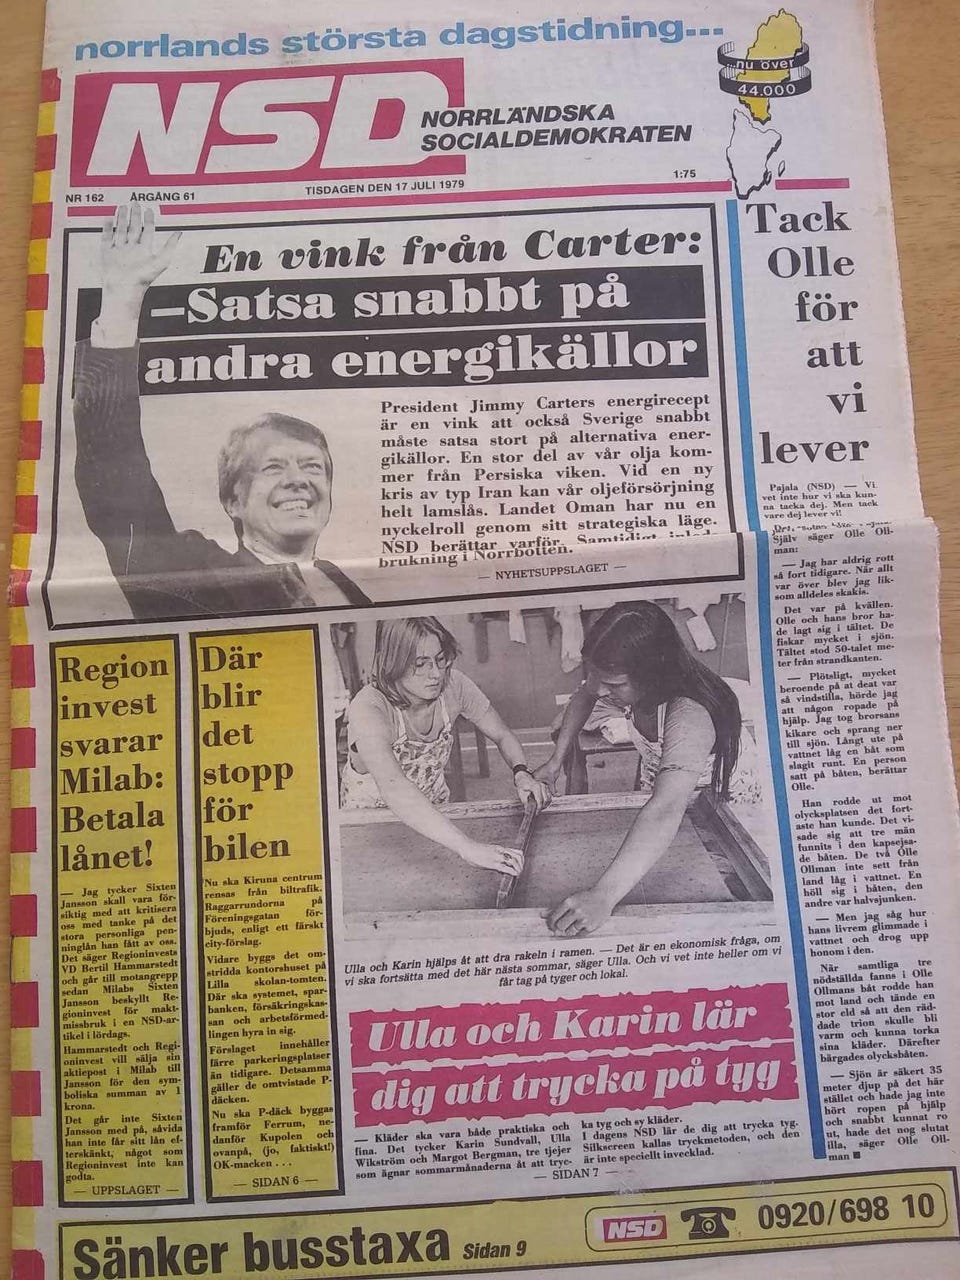 norrlands största dagstidning...
...nu över
44.000
NSD
NORRLÄNDSKA
SOCIALDEMOKRATEN
NR 162 ÅRGÅNG 61 TISDAGEN DEN 17 JULI 1979 1:75
En vink från Carter:
–Satsa snabbt på
andra energikällor
President Jimmy Carters energirecept
är en vink att också Sverige snabbt
måste satsa stort på alternativa ener-
gikällor. En stor del av vår olja kom-
mer från Persiska viken. Vid en ny
kris av typ Iran kan vår oljeförsörjning
helt lamslås. Landet Oman har nu en
nyckelroll genom sitt strategiska läge.
NSD berättar varför. Samtidigt
brukning i Norrbotten.
— NYHETSUPPSLAGET —
Tack
Olle
för
att
vi
lever
Pajala (NSD) — Vi
vet inte hur vi ska kun-
na tacka dej. Men tack
vare dej lever vi!
Själv säger Olle Oll-
man:
— Jag har aldrig rott
så fort tidigare. När allt
var över blev jag lik-
som alldeles skakis.
Det var på kvällen.
Olle och hans bror ha-
de lagt sig i tältet. De
fiskar mycket i sjön.
Tältet stod 50-talet me-
ter från strandkanten.
— Plötsligt, mycket
beroende på at deat var
så vindstilla, hörde jag
att någon ropade på
hjälp. Jag tog brorsans
kikare och sprang ner
till sjön. Långt ute på
vattnet låg en båt som
slagit runt. En person
satt på båten, berättar
Olle.
Han rodde ut mot
olycksplatsen det fort-
aste han kunde. Det vi-
sade sig att tre män
funnits i den kapsejsa-
de båten. De två Olle
Ollman inte sett från
land låg i vattnet. En
höll sig i båten, den
andre var halvsjunken.
— Men jag såg hur
hans livrem glimmade i
vattnet och drog upp
honom i den.
När samtliga tre
nödställda fanns i Olle
Ollmans båt rodde han
mot land och tände en
stor eld så att den räd-
dade trion skulle bli
varm och kunna torka
sina kläder. Därefter
bärgades olycksbåten.
— Sjön är säkert 35
meter djup på det här
stället och hade jag inte
hört ropen på hjälp
och snabbt kunnat ro
ut, hade det nog slutat
illa, säger Olle Oll-
man
Region
invest
svarar
Milab:
Betala
lånet!
— Jag tycker Sixten
Jansson skall vara för-
siktig med att kritisera
oss med tanke på det
stora personliga pen-
ninglån han fått av oss.
Det säger Regioninvests
VD Bertil Hammarstedt
och går till motangrepp
sedan Milabs Sixten
Jansson beskyllt Re-
gioninvest för makt-
missbruk i en NSD-ar-
tikel i lördags.
Hammarstedt och Regi-
oninvest vill sälja sin
aktiepost i Milab till
Jansson för den sym-
boliska summan av 1
krona.
Det går inte Sixten
Jansson med på, såvida
han inte får sitt lån ef-
terskänkt, något som
Regioninvest inte kan
godta.
— UPPSLAGET —
Där
blir
det
stopp
för
bilen
Nu ska Kiruna centrum
rensas från biltrafik.
Raggarrundorna på
Föreningsgatan för-
bjuds, enligt ett färskt
city-förslag.
Vidare byggs det om-
stridda kontorshuset på
Lilla skolan-tomten.
Där ska systemet, spar-
banken, försäkringskas-
san och arbetsförmed-
lingen hyra in sig.
Förslaget innehåller
färre parkeringsplatser
än tidigare. Detsamma
gäller de omtvistade P-
däcken.
Nu ska P-däck byggas
framför Ferrum, ne-
danför Kupolen och
ovanpå, (jo, faktiskt!)
OK-macken . . .
— SIDAN 6 —
Ulla och Karin hjälps åt att dra rakeln i ramen. — Det är en ekonomisk fråga, om
vi ska fortsätta med det här nästa sommar, säger Ulla. Och vi vet inte heller om vi
får tag på tyger och lokal.
Ulla och Karin lär
dig att trycka på tyg
— Kläder ska vara både praktiska och
fina. Det tycker Karin Sundvall, Ulla
Wikström och Margot Bergman, tre tjejer
som ägnar sommarmånaderna åt att tryc-
ka tyg och sy kläder.
I dagens NSD lär de dig att trycka tyg.
Silkscreen kallas tryckmetoden, och den
är inte speciellt invecklad.
— SIDAN 7 —
Sänker busstaxa Sidan 9
NSD 0920/698 10